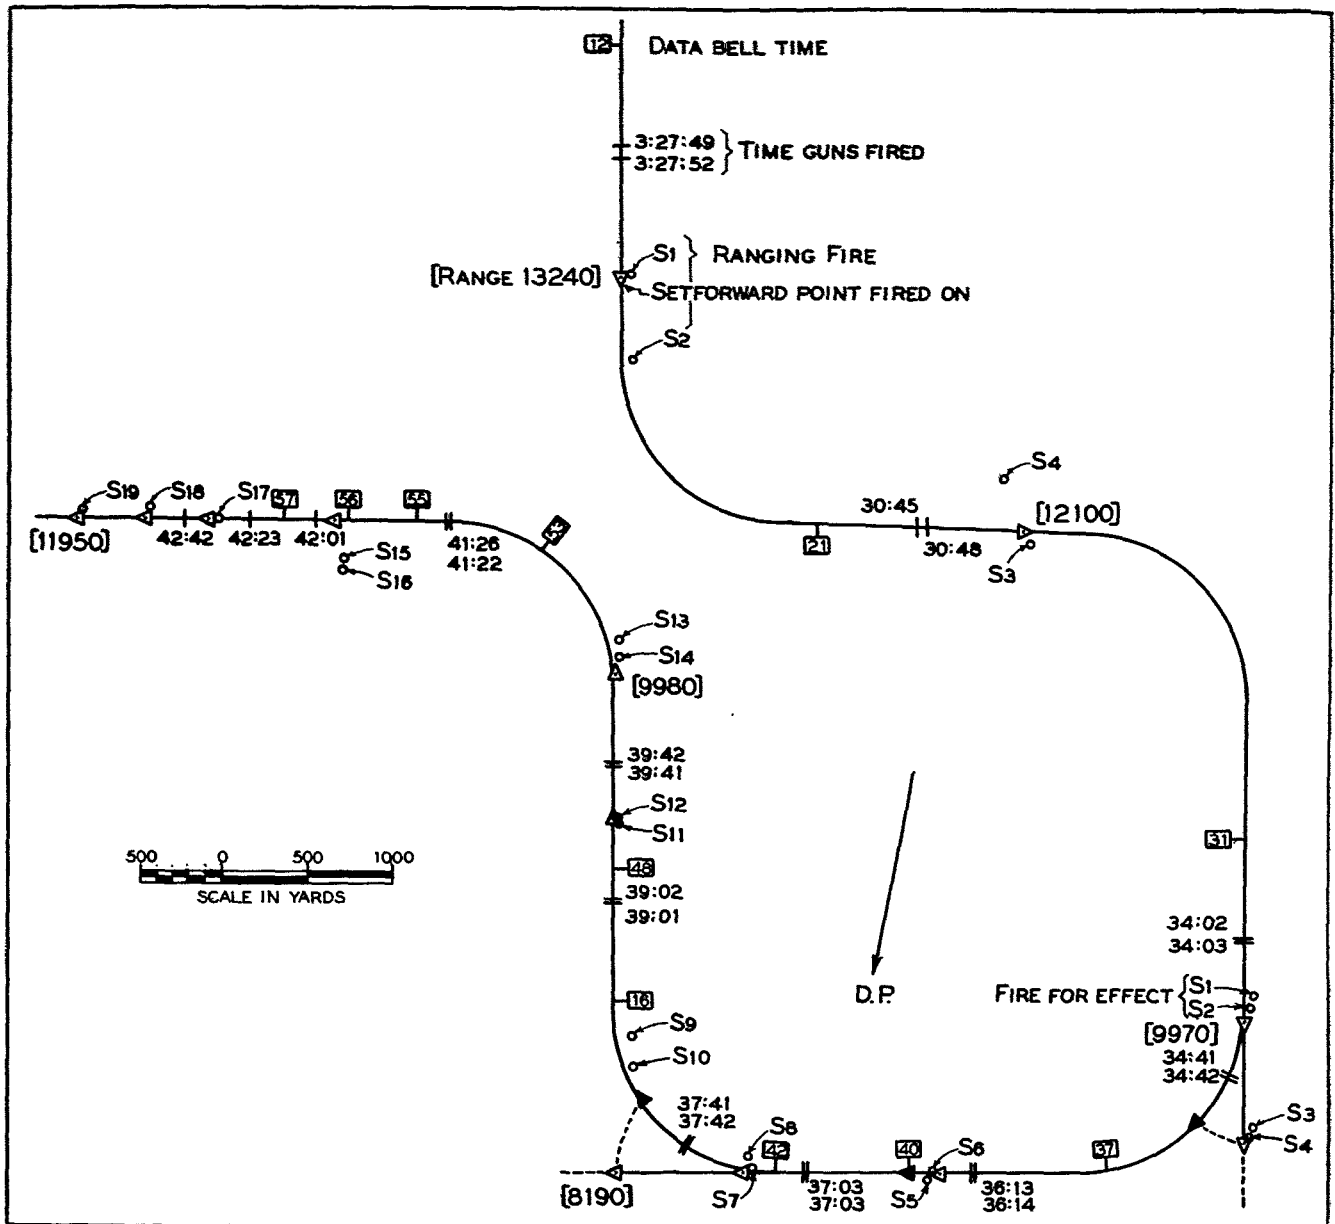 12 DATA BELL TIME
3:27:49
3:27:52
TIME GUNS FIRED
S1 RANGING FIRE
[RANGE 13240]
SETFORWARD POINT FIRED ON
S2
S4
30:45
[12100]
21
30:48
S3
S19 S18 S17 57 56 55
[11950] 42:42 42:23 42:01
41:26
41:22
S15
S16
S13
S14
[9980]
39:42
39:41
S12
S11
500 0 500 1000
SCALE IN YARDS
48
39:02
39:01
31
34:02
34:03
D.P.
FIRE FOR EFFECT
S1
S2
[9970]
34:41
34:42
16
S9
S10
37:41
37:42
S8
42
40
S6
37
S3
S4
[8190]
S7
37:03
37:03
S5
36:13
36:14